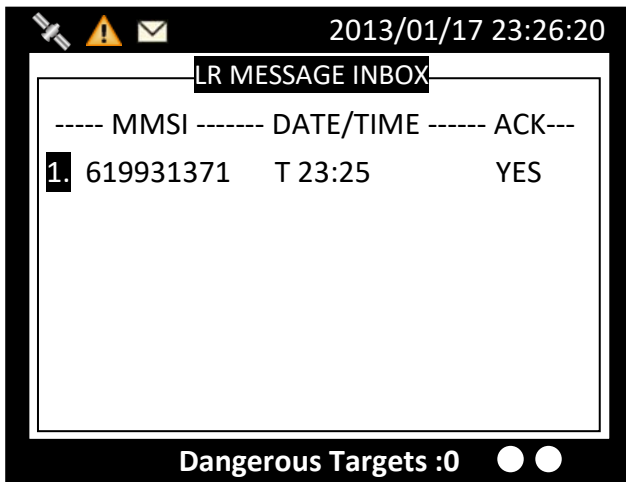 2013/01/17 23:26:20
LR MESSAGE INBOX
----- MMSI ------- DATE/TIME ------ ACK---
1. 619931371 T 23:25 YES
Dangerous Targets :0